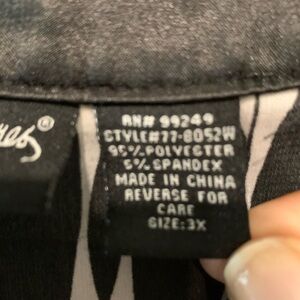 RN# 99249
STYLE#77-8052W
95% POLYESTER
5% SPANDEX
MADE IN CHINA
REVERSE FOR
CARE
SIZE:3X